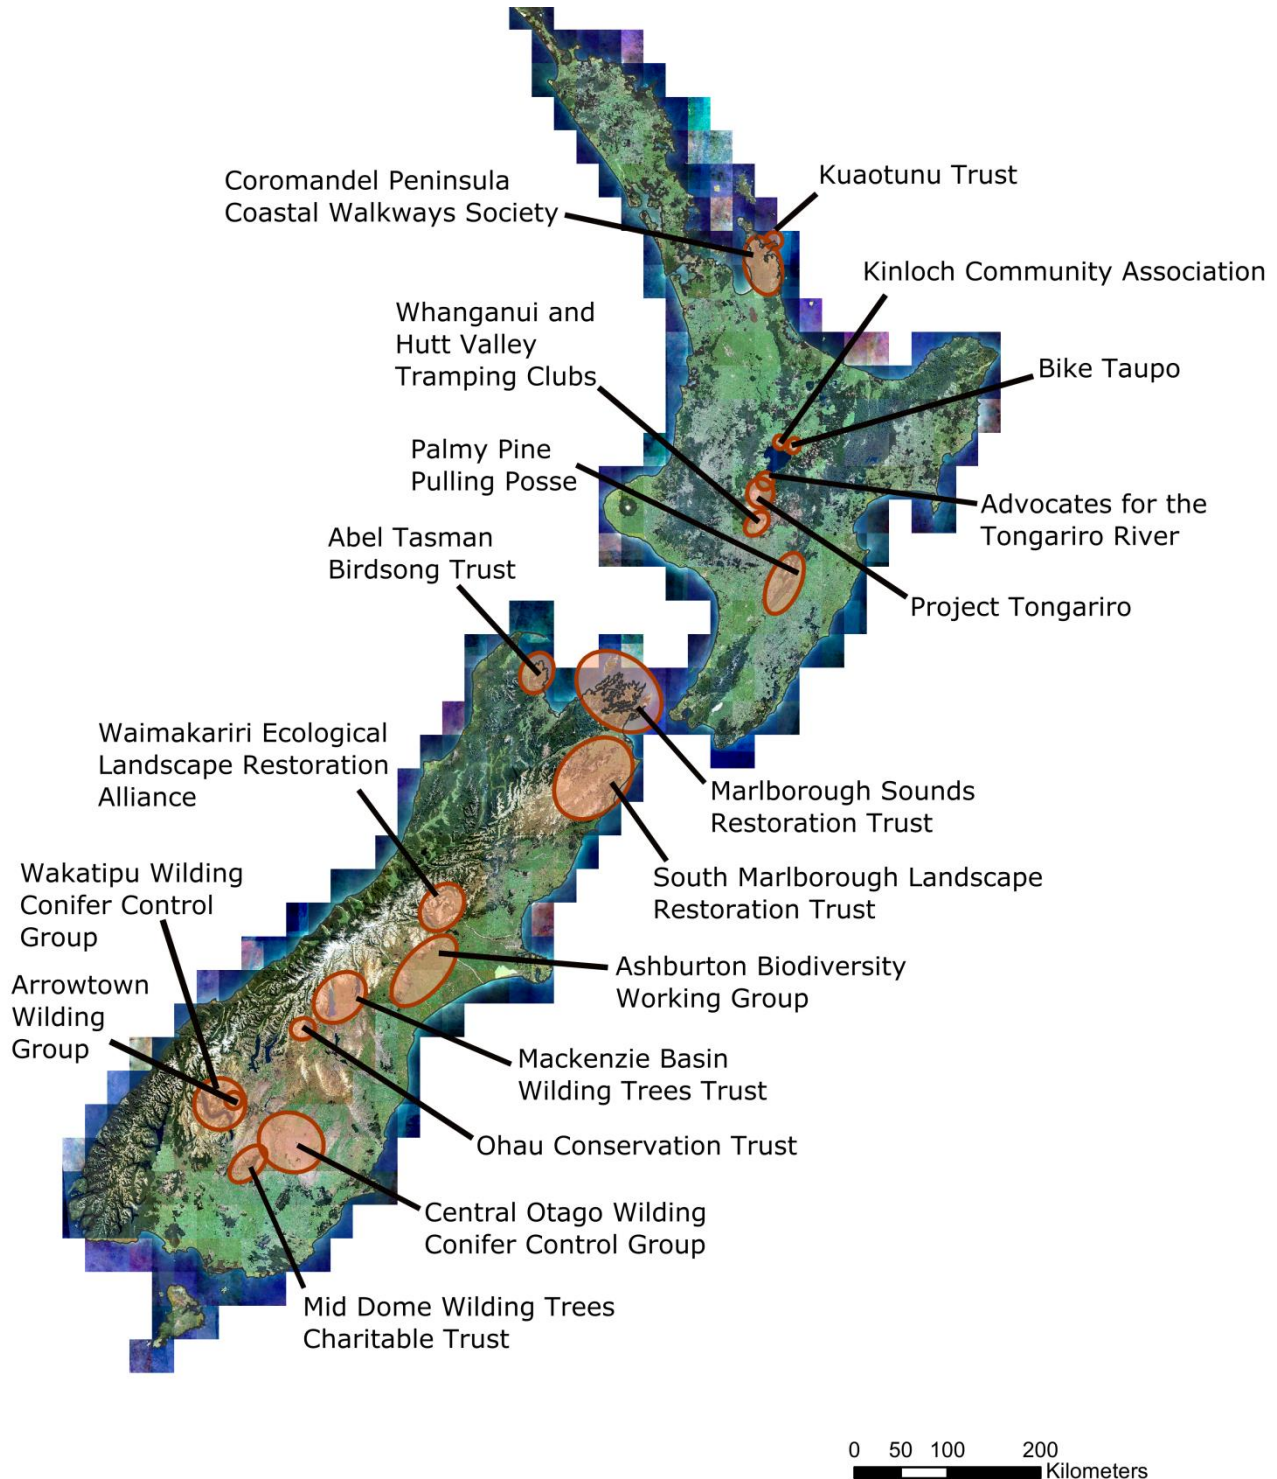 Kuaotunu Trust
Coromandel Peninsula
Coastal Walkways Society
Kinloch Community Association
Whanganui and
Hutt Valley
Tramping Clubs
Bike Taupo
Palmy Pine
Pulling Posse
Advocates for the
Tongariro River
Abel Tasman
Birdsong Trust
Project Tongariro
Waimakariri Ecological
Landscape Restoration
Alliance
Marlborough Sounds
Restoration Trust
Wakatipu Wilding
Conifer Control
Group
South Marlborough Landscape
Restoration Trust
Arrowtown
Wilding
Group
Ashburton Biodiversity
Working Group
Mackenzie Basin
Wilding Trees Trust
Ohau Conservation Trust
Central Otago Wilding
Conifer Control Group
Mid Dome Wilding Trees
Charitable Trust
0 50 100 200
Kilometers